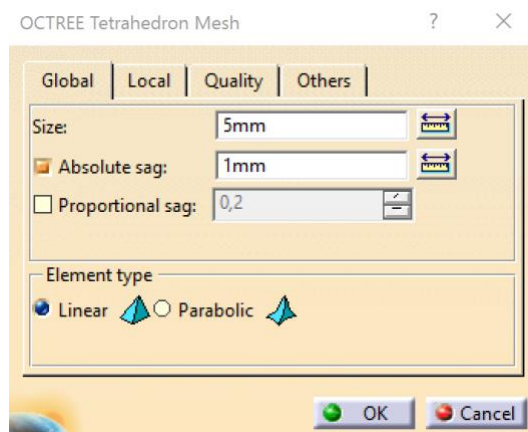 OCTREE Tetrahedron Mesh ? ×
Global Local Quality Others
Size: 5mm
Absolute sag: 1mm
Proportional sag: 0,2
Element type
Linear Parabolic
OK Cancel